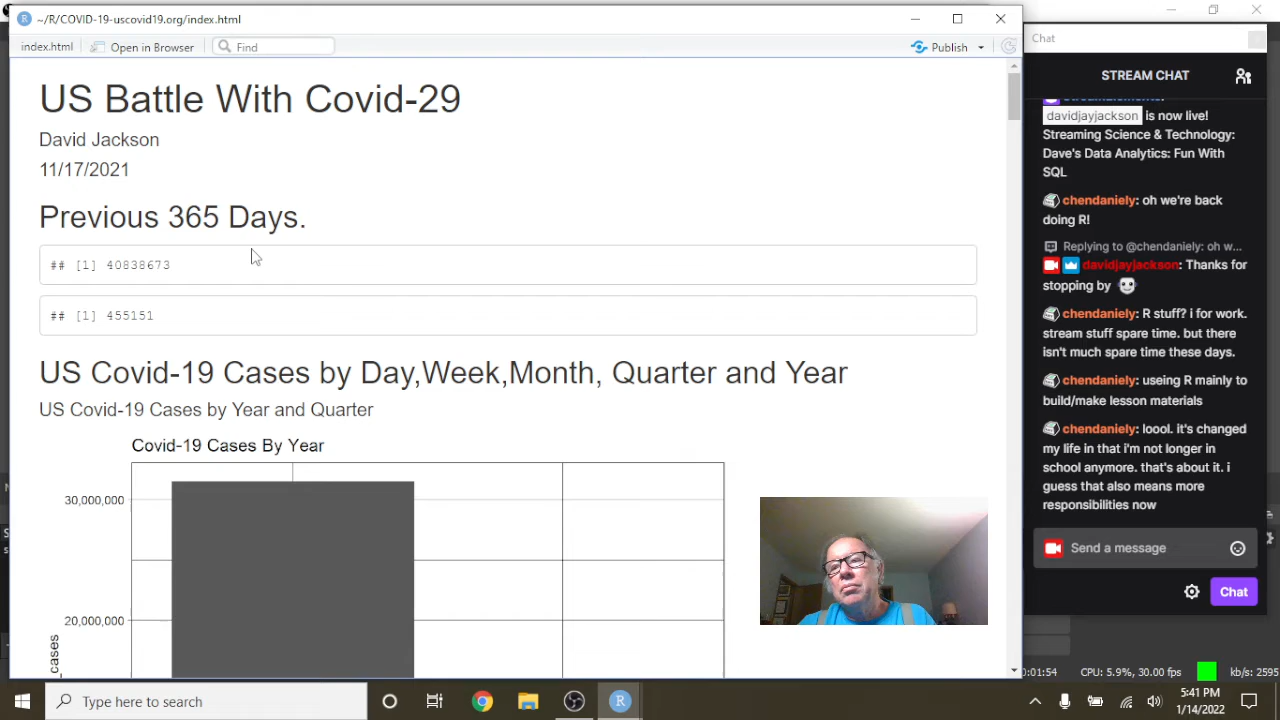 ~/R/COVID-19-uscovid19.org/index.html
index.html
Open in Browser
Find
Publish
US Battle With Covid-29
David Jackson
11/17/2021
Previous 365 Days.
## [1] 40838673
## [1] 455151
US Covid-19 Cases by Day,Week,Month, Quarter and Year
US Covid-19 Cases by Year and Quarter
Covid-19 Cases By Year
30,000,000
20,000,000
_cases
Chat
STREAM CHAT
davidjayjackson is now live!
Streaming Science & Technology:
Dave's Data Analytics: Fun With
SQL
chendaniely: oh we're back
doing R!
Replying to @chendaniely: oh w...
davidjayjackson: Thanks for
stopping by
chendaniely: R stuff? i for work.
stream stuff spare time. but there
isn't much spare time these days.
chendaniely: useing R mainly to
build/make lesson materials
chendaniely: loool. it's changed
my life in that i'm not longer in
school anymore. that's about it. i
guess that also means more
responsibilities now
Send a message
Chat
0:01:54
CPU: 5.9%, 30.00 fps
kb/s: 2595
Type here to search
5:41 PM
1/14/2022